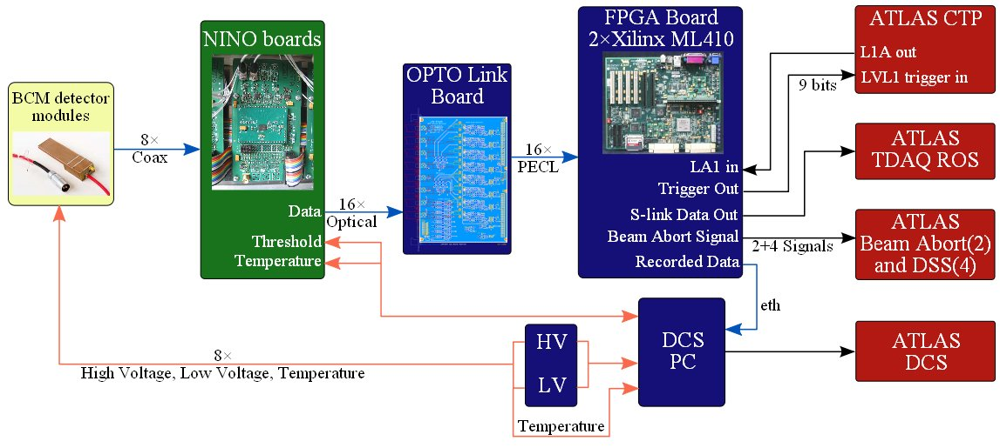 BCM detector
modules
8×
Coax
NINO boards
Data
Threshold
Temperature
16×
Optical
OPTO Link
Board
16×
PECL
FPGA Board
2×Xilinx ML410
LA1 in
Trigger Out
S-link Data Out
Beam Abort Signal
Recorded Data
9 bits
2+4 Signals
eth
ATLAS CTP
L1A out
LVL1 trigger in
ATLAS
TDAQ ROS
ATLAS
Beam Abort(2)
and DSS(4)
8×
High Voltage, Low Voltage, Temperature
HV
LV
Temperature
DCS
PC
ATLAS
DCS